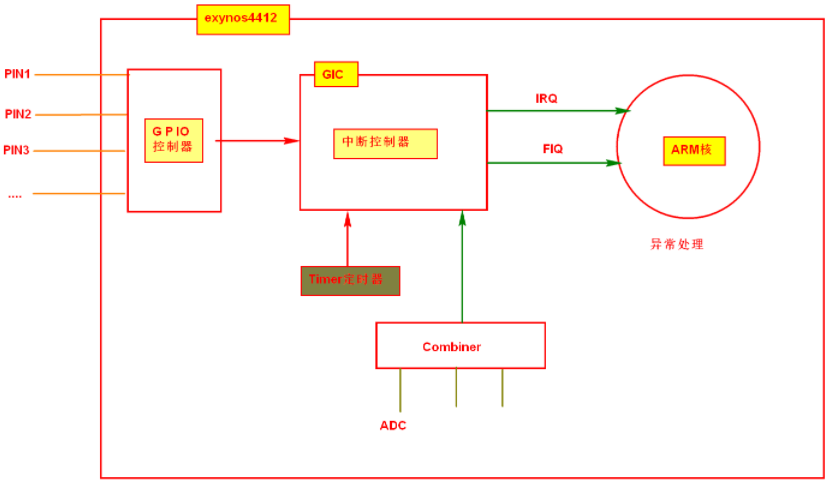 exynos4412
PIN1
PIN2
PIN3
....
GPIO
控制器
GIC
中断控制器
IRQ
FIQ
ARM核
异常处理
Timer定时器
Combiner
ADC